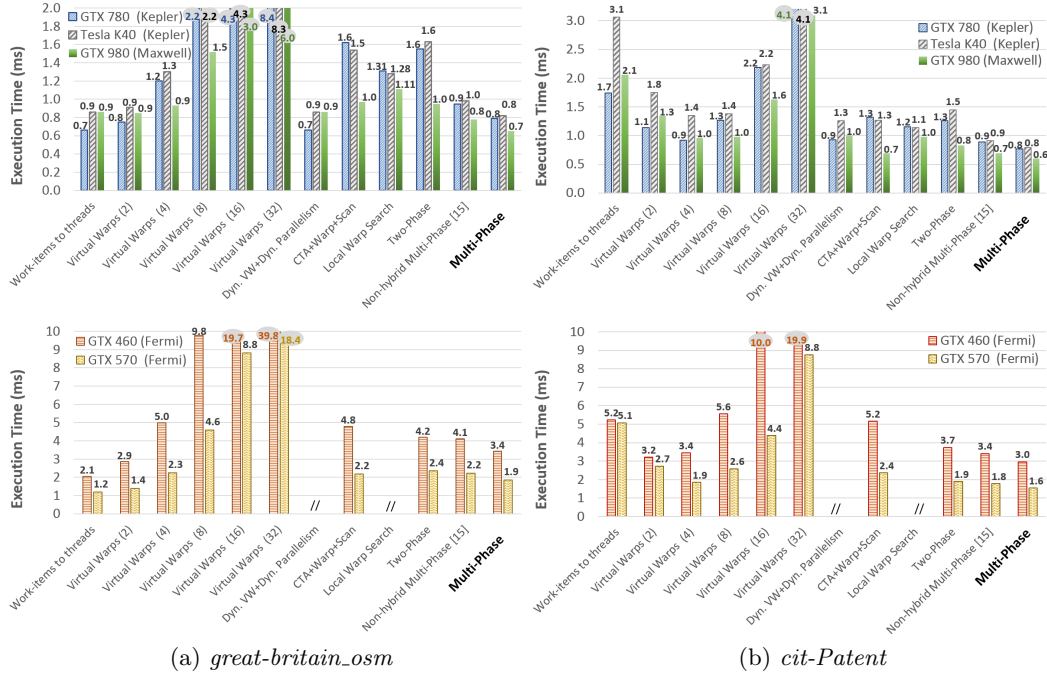 Execution Time (ms)
2.0
1.8
1.6
1.4
1.2
1.0
0.8
0.6
0.4
0.2
0.0
GTX 780 (Kepler)
Tesla K40 (Kepler)
GTX 980 (Maxwell)
0.7 0.9 0.9
0.8 0.9 0.9
1.2 1.3 0.9
2.2 2.2 1.5
4.3 4.3 3.0
8.4 8.3 6.0
0.7 0.9 0.9
1.6 1.5 1.0
1.31 1.28 1.11
1.6 1.6 1.0
0.9 1.0 0.8
0.8 0.8 0.7
Work-items to threads
Virtual Warps (2)
Virtual Warps (4)
Virtual Warps (8)
Virtual Warps (16)
Virtual Warps (32)
Dyn. VW+Dyn. Parallelism
CTA+Warp+Scan
Local Warp Search
Two-Phase
Non-hybrid Multi-Phase [15]
Multi-Phase
Execution Time (ms)
3.0
2.5
2.0
1.5
1.0
0.5
0.0
GTX 780 (Kepler)
Tesla K40 (Kepler)
GTX 980 (Maxwell)
1.7 3.1 2.1
1.1 1.8 1.3
0.9 1.4 1.0
1.3 1.4 1.0
2.2 2.2 1.6
4.1 4.1 3.1
0.9 1.3 1.0
1.3 1.3 0.7
1.2 1.1 1.0
1.3 1.5 0.8
0.9 0.9 0.7
0.8 0.8 0.6
Work-items to threads
Virtual Warps (2)
Virtual Warps (4)
Virtual Warps (8)
Virtual Warps (16)
Virtual Warps (32)
Dyn. VW+Dyn. Parallelism
CTA+Warp+Scan
Local Warp Search
Two-Phase
Non-hybrid Multi-Phase [15]
Multi-Phase
Execution Time (ms)
10
9
8
7
6
5
4
3
2
1
0
GTX 460 (Fermi)
GTX 570 (Fermi)
2.1 1.2
2.9 1.4
5.0 2.3
9.8 4.6
19.7 8.8
39.8 18.4
//
4.8 2.2
//
4.2 2.4
4.1 2.2
3.4 1.9
Work-items to threads
Virtual Warps (2)
Virtual Warps (4)
Virtual Warps (8)
Virtual Warps (16)
Virtual Warps (32)
Dyn. VW+Dyn. Parallelism
CTA+Warp+Scan
Local Warp Search
Two-Phase
Non-hybrid Multi-Phase [15]
Multi-Phase
Execution Time (ms)
10
9
8
7
6
5
4
3
2
1
0
GTX 460 (Fermi)
GTX 570 (Fermi)
5.2 5.1
3.2 2.7
3.4 1.9
5.6 2.6
10.0 4.4
19.9 8.8
//
5.2 2.4
//
3.7 1.9
3.4 1.8
3.0 1.6
Work-items to threads
Virtual Warps (2)
Virtual Warps (4)
Virtual Warps (8)
Virtual Warps (16)
Virtual Warps (32)
Dyn. VW+Dyn. Parallelism
CTA+Warp+Scan
Local Warp Search
Two-Phase
Non-hybrid Multi-Phase [15]
Multi-Phase
(a) great-britain_osm
(b) cit-Patent